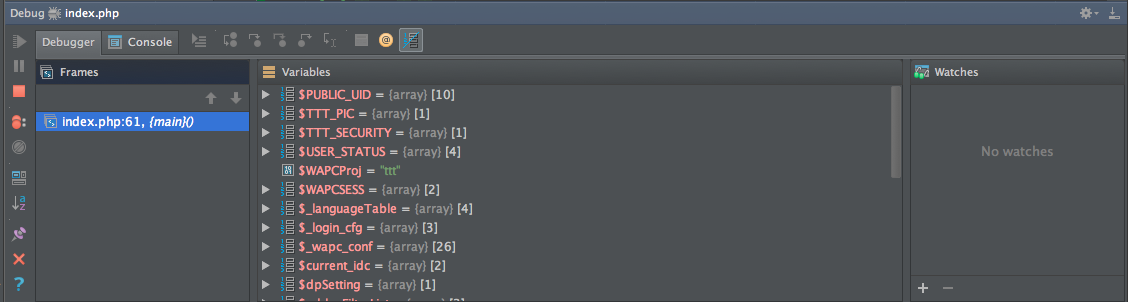 Debug index.php
Debugger Console
Frames
index.php:61, {main}()
Variables
$PUBLIC_UID = {array} [10]
$TTT_PIC = {array} [1]
$TTT_SECURITY = {array} [1]
$USER_STATUS = {array} [4]
$WAPCProj = "ttt"
$WAPCSESS = {array} [2]
$_languageTable = {array} [4]
$_login_cfg = {array} [3]
$_wapc_conf = {array} [26]
$current_idc = {array} [2]
$dpSetting = {array} [1]
Watches
No watches